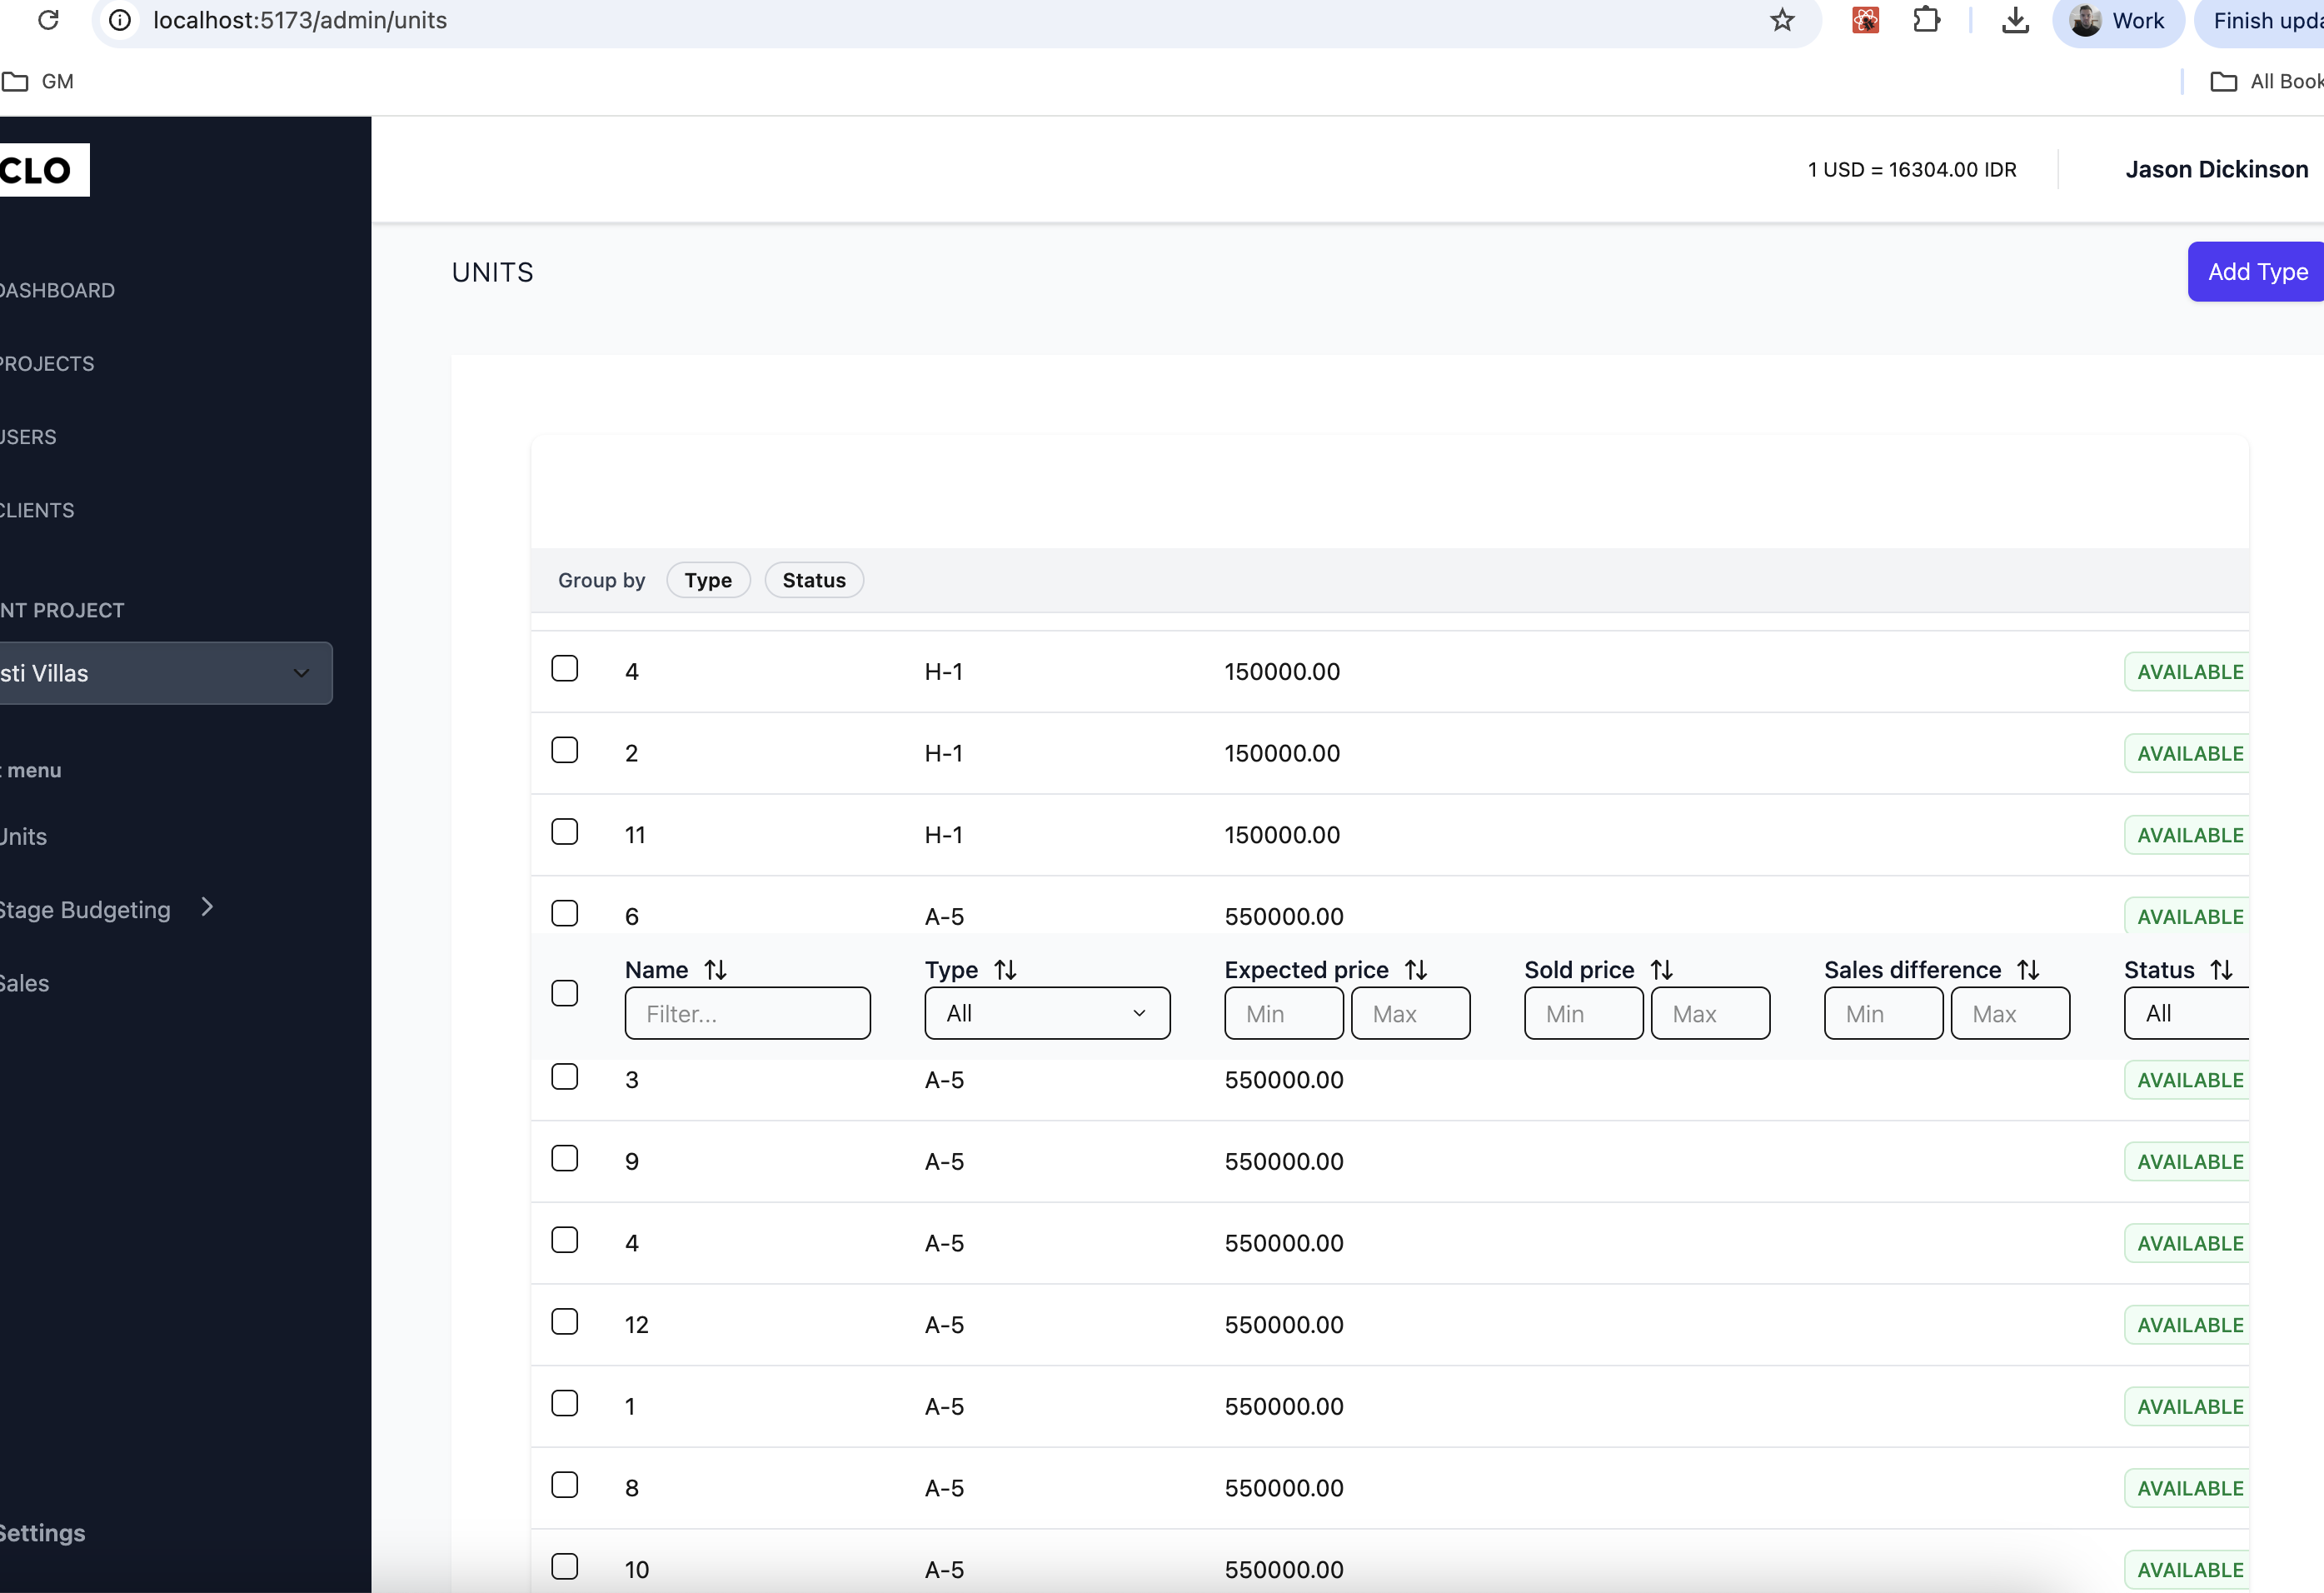 localhost:5173/admin/units
Work
Finish upda
GM
All Book
CLO
1 USD = 16304.00 IDR
Jason Dickinson
DASHBOARD
PROJECTS
USERS
CLIENTS
NT PROJECT
sti Villas
t menu
Units
Stage Budgeting
Sales
Settings
UNITS
Add Type
Group by Type Status
4 H-1 150000.00 AVAILABLE
2 H-1 150000.00 AVAILABLE
11 H-1 150000.00 AVAILABLE
6 A-5 550000.00 AVAILABLE
Name Type Expected price Sold price Sales difference Status
Filter... All Min Max Min Max Min Max All
3 A-5 550000.00 AVAILABLE
9 A-5 550000.00 AVAILABLE
4 A-5 550000.00 AVAILABLE
12 A-5 550000.00 AVAILABLE
1 A-5 550000.00 AVAILABLE
8 A-5 550000.00 AVAILABLE
10 A-5 550000.00 AVAILABLE